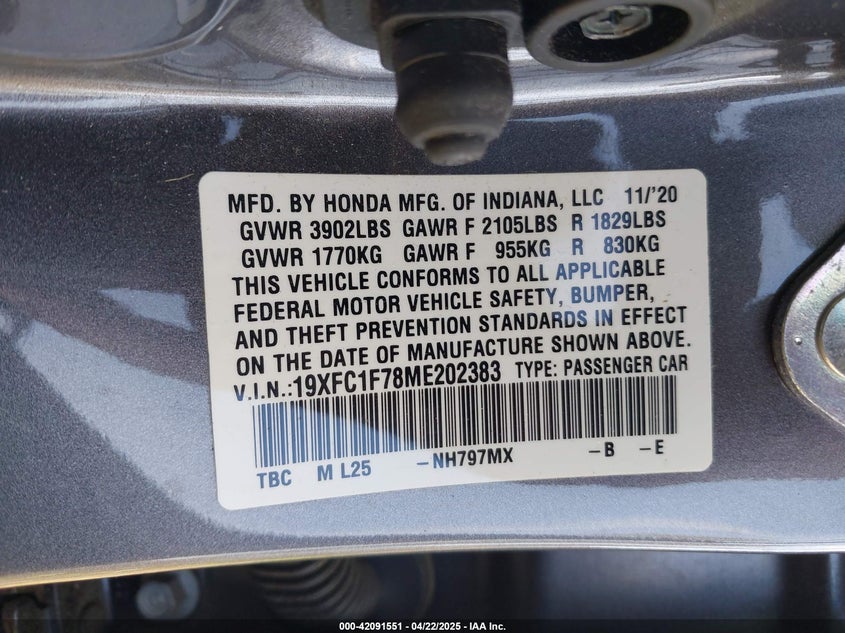 MFD. BY HONDA MFG. OF INDIANA, LLC 11/'20
GVWR 3902LBS GAWR F 2105LBS R 1829LBS
GVWR 1770KG GAWR F 955KG R 830KG
THIS VEHICLE CONFORMS TO ALL APPLICABLE
FEDERAL MOTOR VEHICLE SAFETY, BUMPER,
AND THEFT PREVENTION STANDARDS IN EFFECT
ON THE DATE OF MANUFACTURE SHOWN ABOVE.
V.I.N.:19XFC1F78ME202383 TYPE: PASSENGER CAR
TBC M L25 -NH797MX -B -E
000-42091551 | 04/22/2025 - IAA Inc.